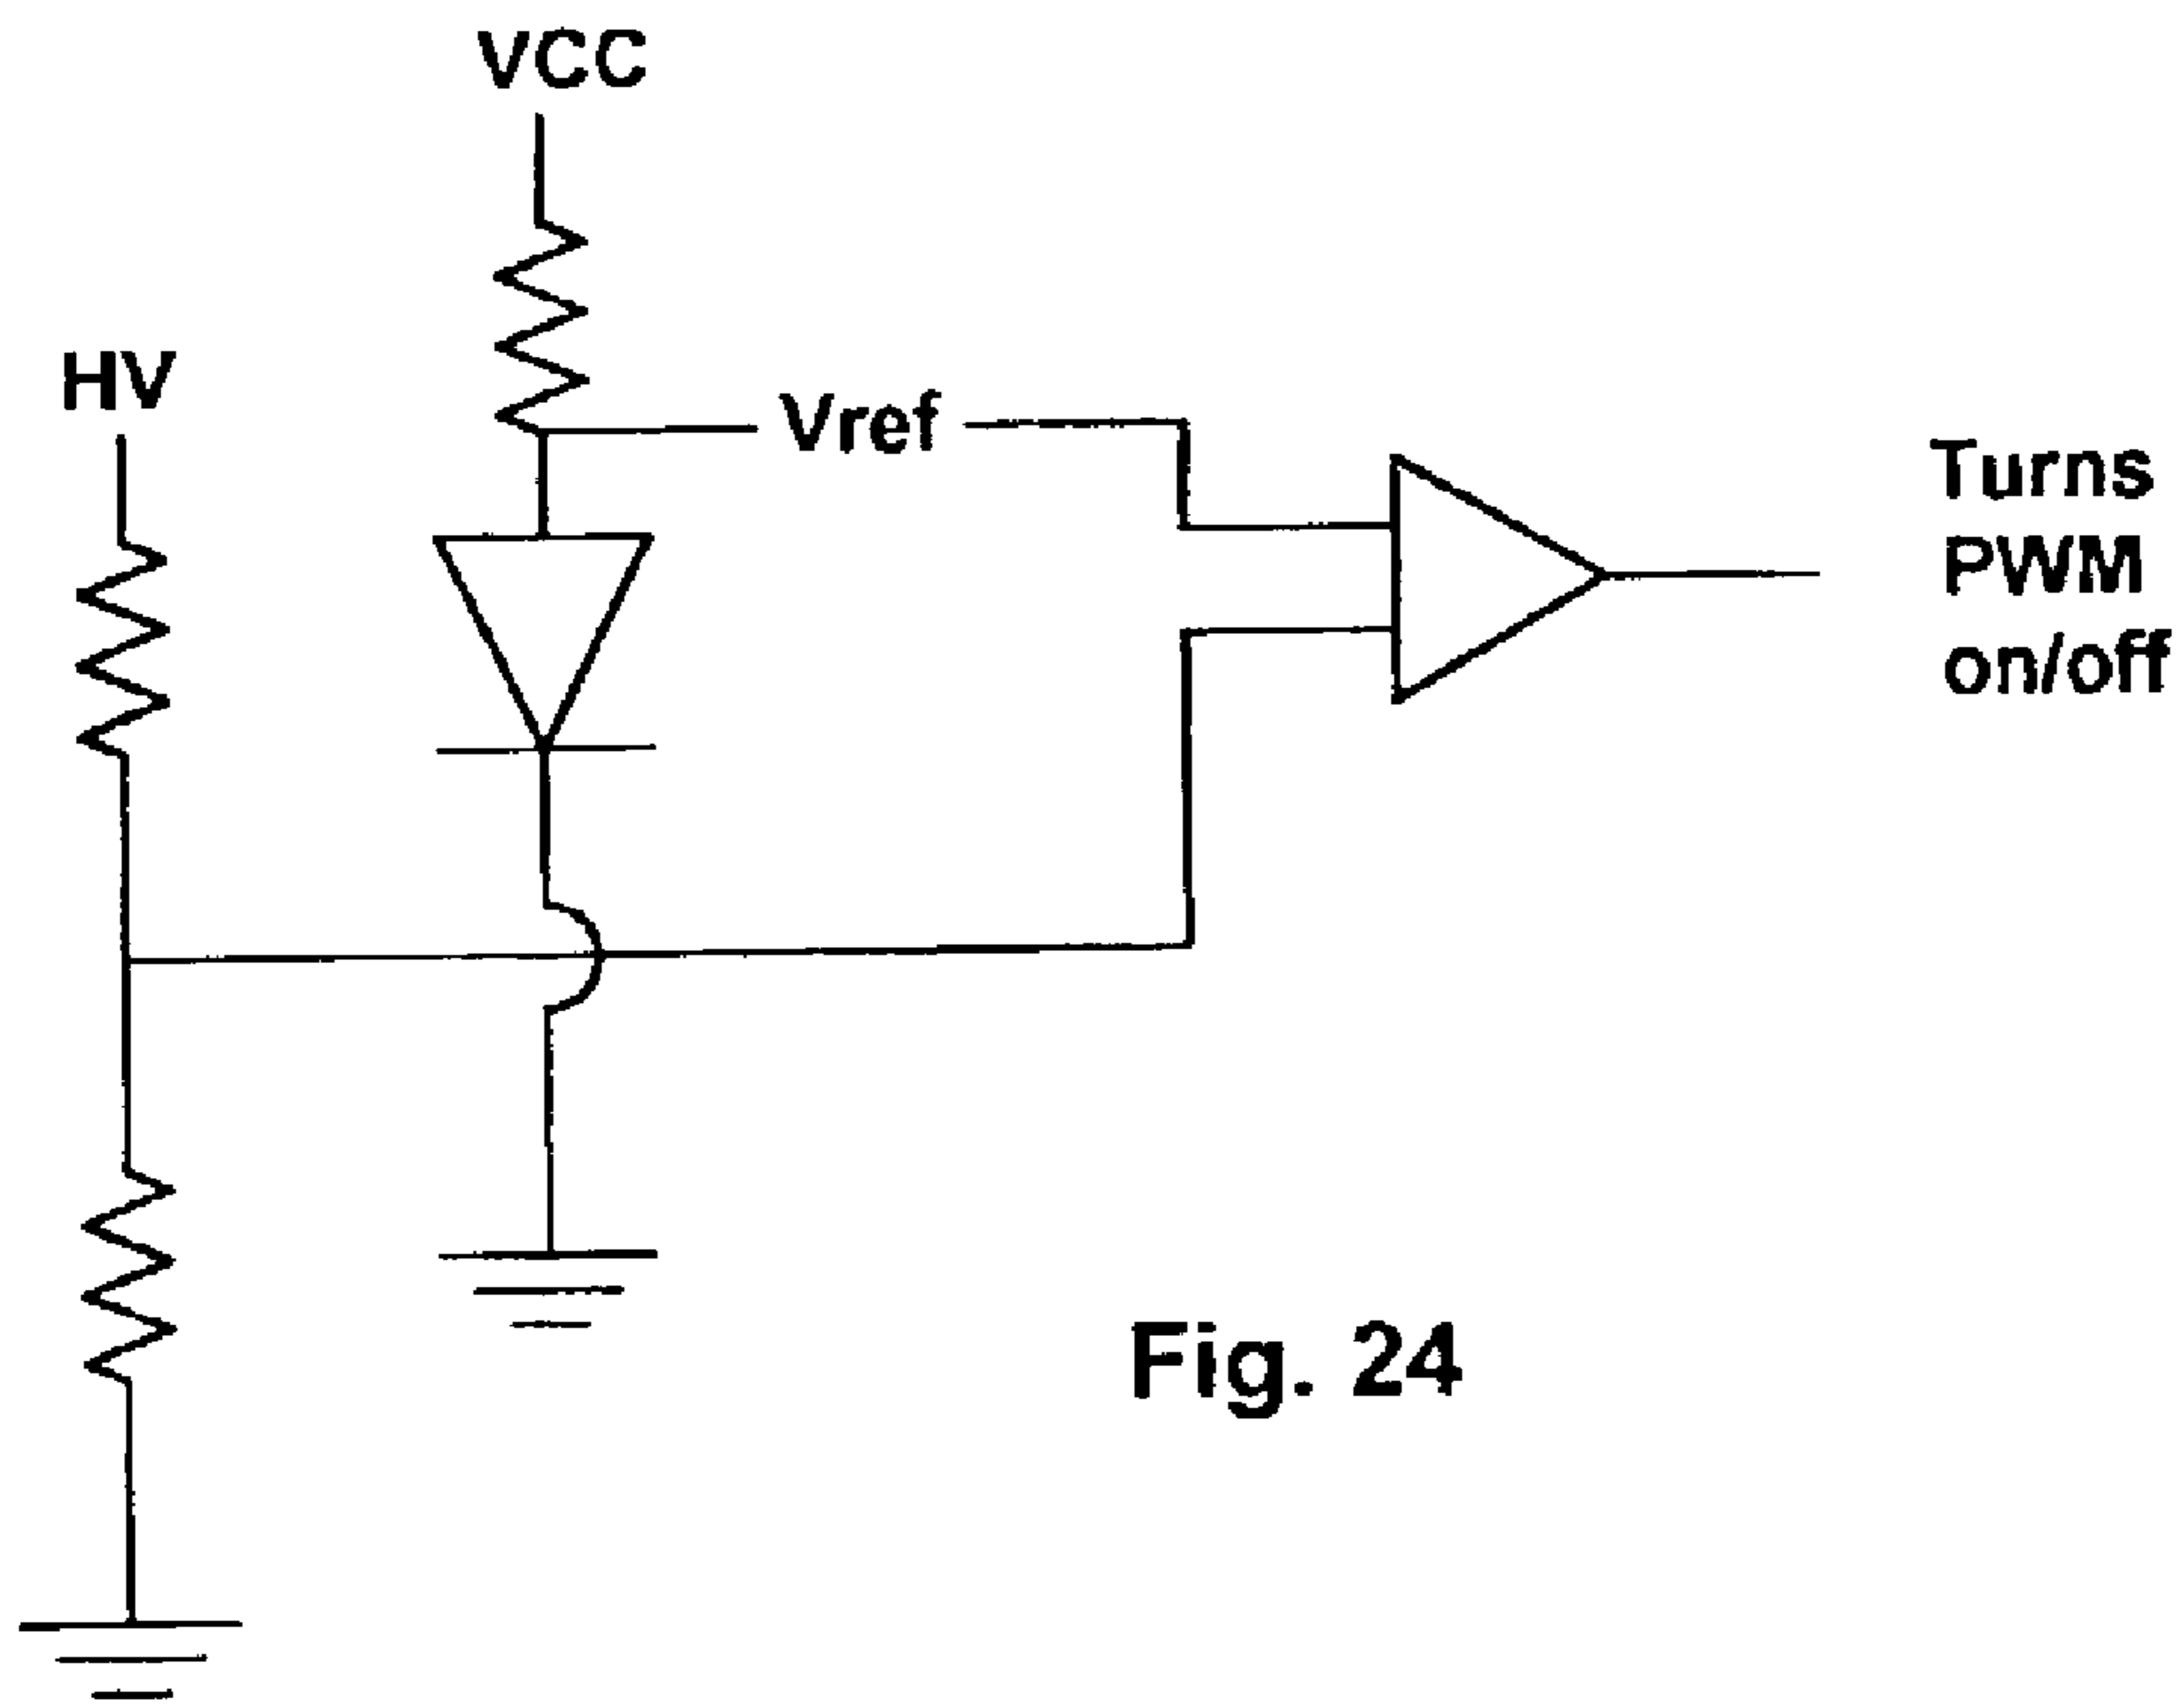 VCC
HV
Vref
Turns
PWM
on/off
Fig. 24